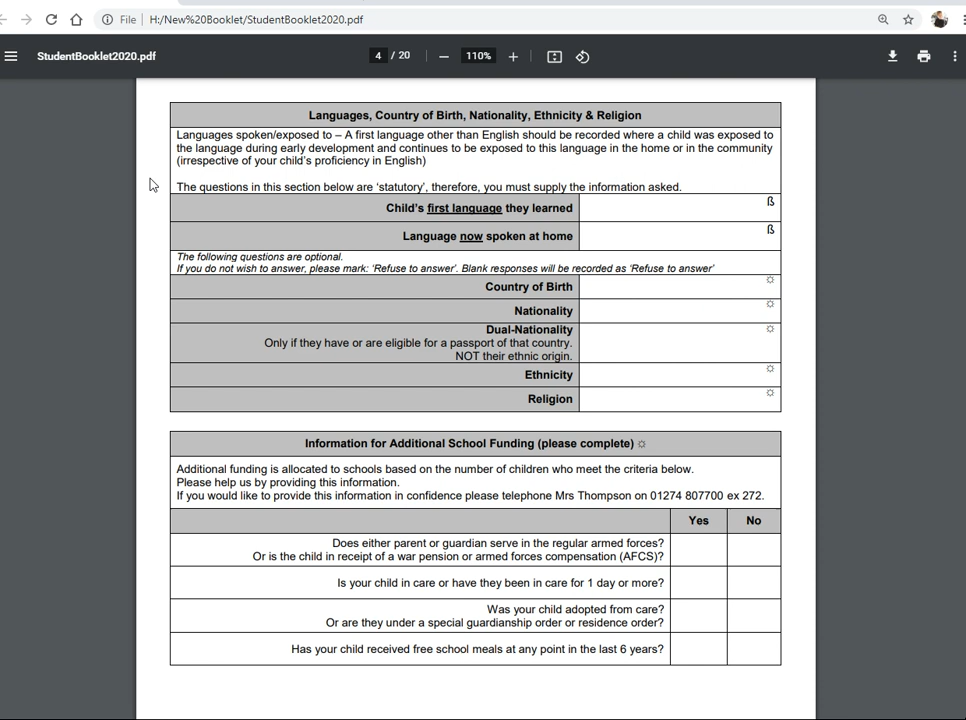 File H:/New%20Booklet/StudentBooklet2020.pdf
StudentBooklet2020.pdf 4 / 20 — 110% +
Languages, Country of Birth, Nationality, Ethnicity & Religion
Languages spoken/exposed to – A first language other than English should be recorded where a child was exposed to
the language during early development and continues to be exposed to this language in the home or in the community
(irrespective of your child's proficiency in English)
The questions in this section below are 'statutory', therefore, you must supply the information asked.
Child's first language they learned ß
Language now spoken at home ß
The following questions are optional.
If you do not wish to answer, please mark: 'Refuse to answer'. Blank responses will be recorded as 'Refuse to answer'
Country of Birth ☼
Nationality ☼
Dual-Nationality ☼
Only if they have or are eligible for a passport of that country.
NOT their ethnic origin.
Ethnicity ☼
Religion ☼
Information for Additional School Funding (please complete) ☼
Additional funding is allocated to schools based on the number of children who meet the criteria below.
Please help us by providing this information.
If you would like to provide this information in confidence please telephone Mrs Thompson on 01274 807700 ex 272.
Yes No
Does either parent or guardian serve in the regular armed forces?
Or is the child in receipt of a war pension or armed forces compensation (AFCS)?
Is your child in care or have they been in care for 1 day or more?
Was your child adopted from care?
Or are they under a special guardianship order or residence order?
Has your child received free school meals at any point in the last 6 years?